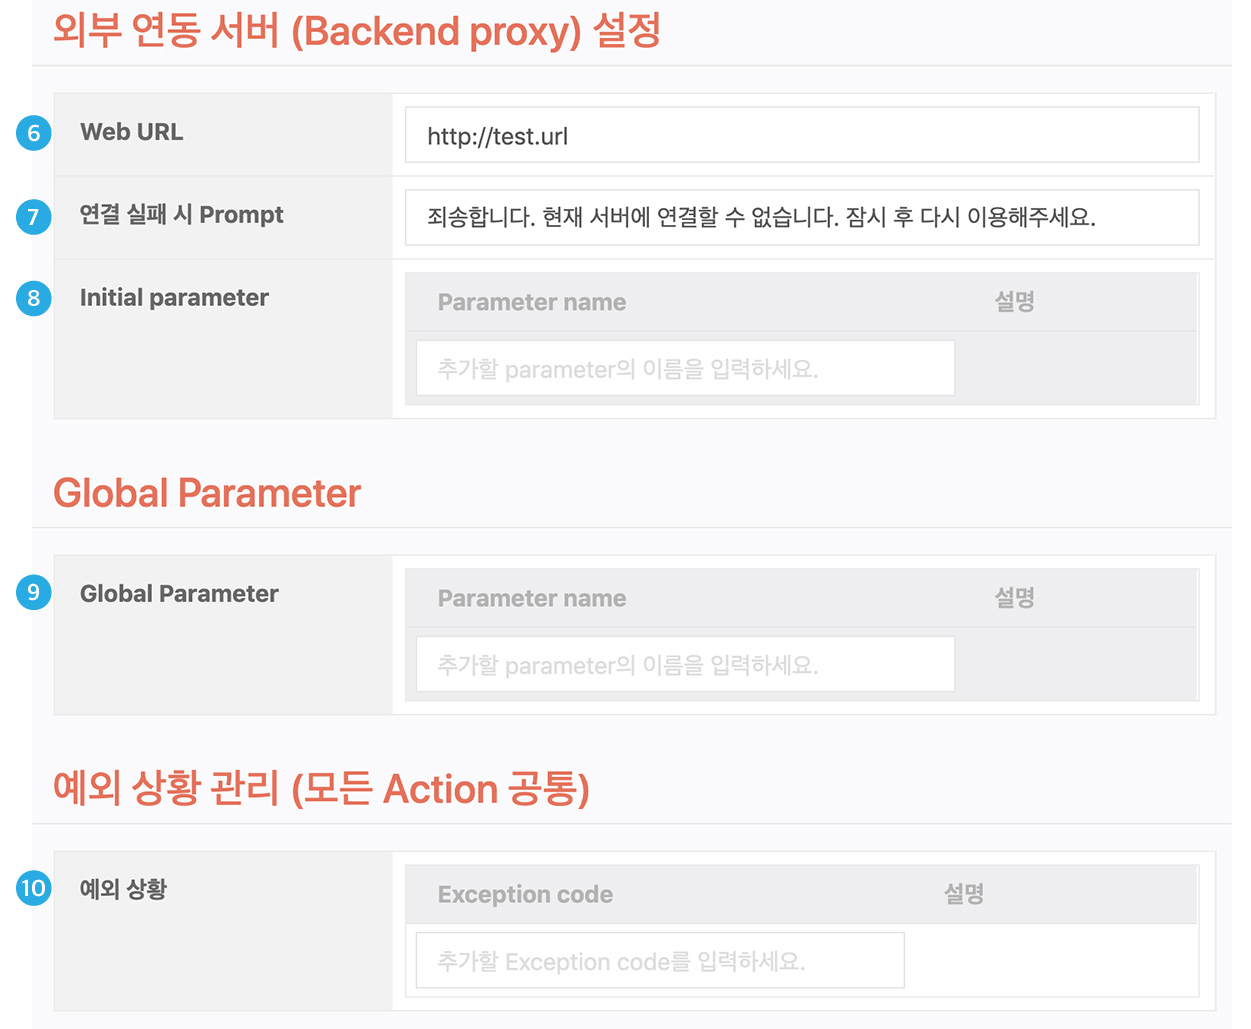 외부 연동 서버 (Backend proxy) 설정
6 Web URL http://test.url
7 연결 실패 시 Prompt 죄송합니다. 현재 서버에 연결할 수 없습니다. 잠시 후 다시 이용해주세요.
8 Initial parameter Parameter name 설명
추가할 parameter의 이름을 입력하세요.
Global Parameter
9 Global Parameter Parameter name 설명
추가할 parameter의 이름을 입력하세요.
예외 상황 관리 (모든 Action 공통)
10 예외 상황 Exception code 설명
추가할 Exception code를 입력하세요.